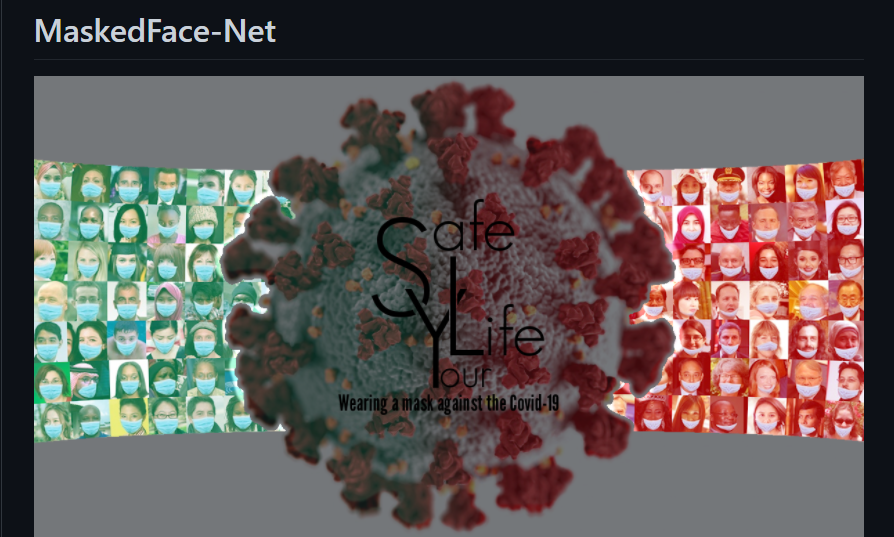 MaskedFace-Net
Safe
Your Life
Wearing a mask against the Covid-19